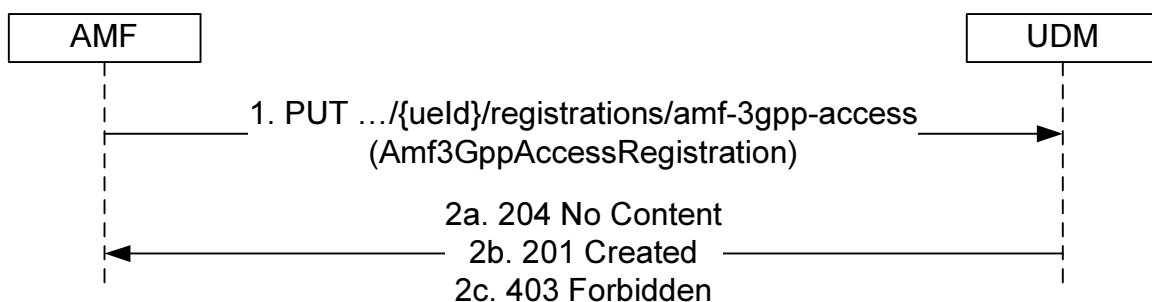 AMF
UDM
1. PUT …/{ueId}/registrations/amf-3gpp-access
(Amf3GppAccessRegistration)
2a. 204 No Content
2b. 201 Created
2c. 403 Forbidden